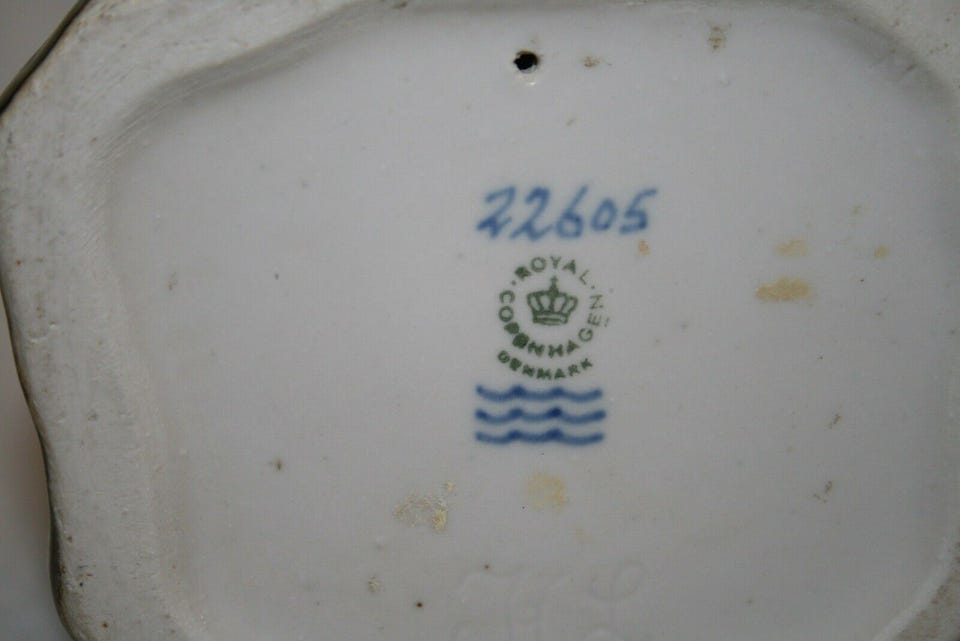 22605
ROYAL.
COPENHAGEN.
DENMARK